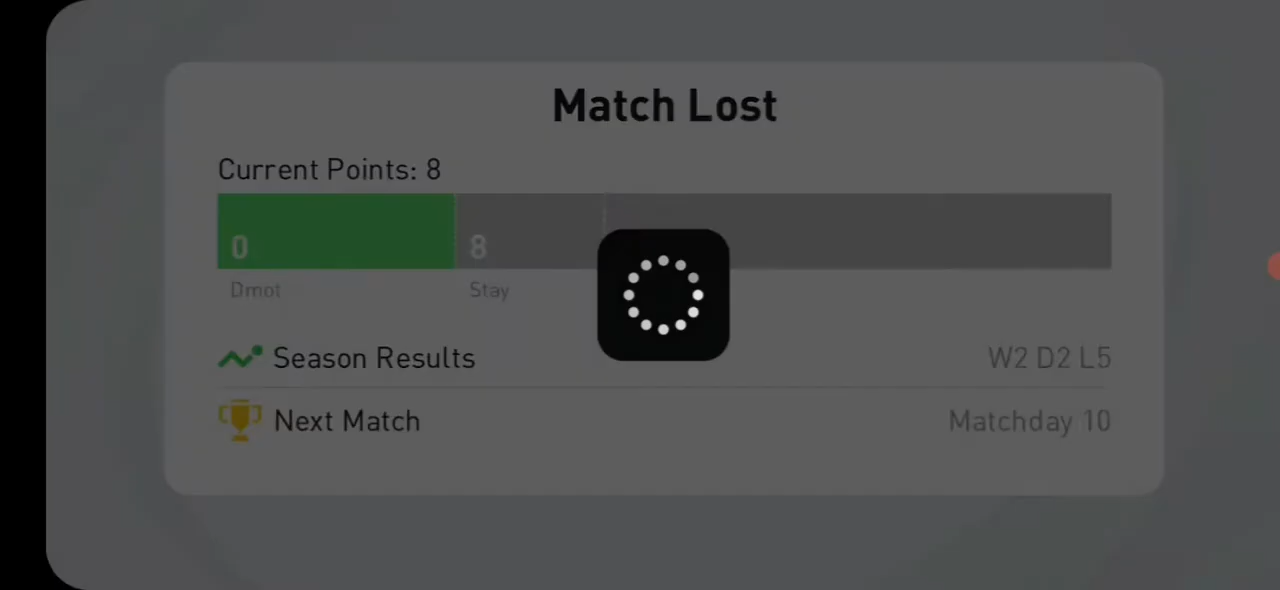 Match Lost
Current Points: 8
0 8
Dmot Stay
Season Results W2 D2 L5
Next Match Matchday 10